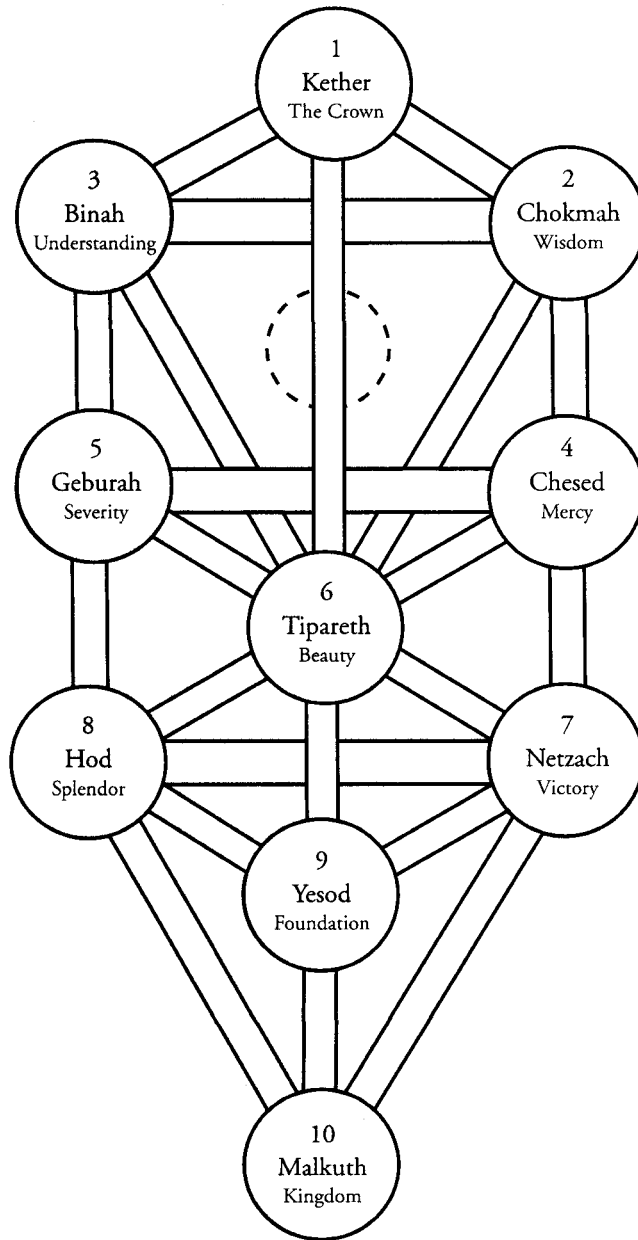 1
Kether
The Crown
3
Binah
Understanding
2
Chokmah
Wisdom
5
Geburah
Severity
4
Chesed
Mercy
6
Tipareth
Beauty
8
Hod
Splendor
7
Netzach
Victory
9
Yesod
Foundation
10
Malkuth
Kingdom